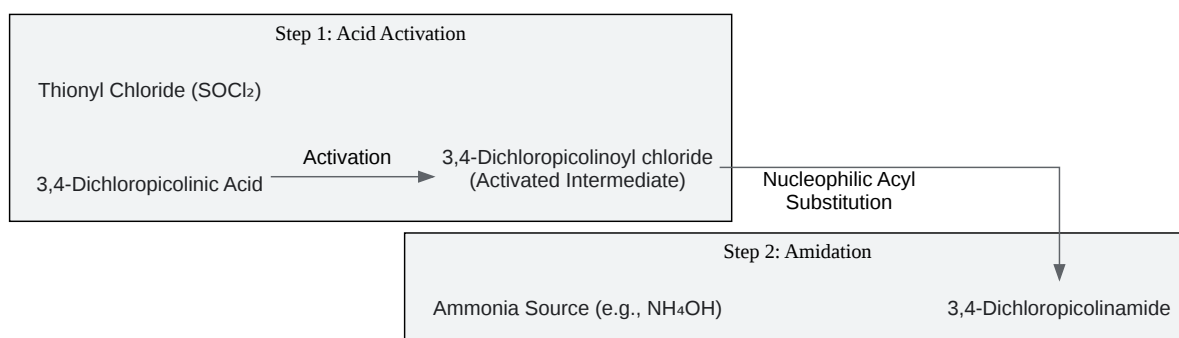 Step 1: Acid Activation
Thionyl Chloride (SOCl₂)
3,4-Dichloropicolinic Acid
Activation
3,4-Dichloropicolinoyl chloride
(Activated Intermediate)
Nucleophilic Acyl
Substitution
Step 2: Amidation
Ammonia Source (e.g., NH₄OH)
3,4-Dichloropicolinamide